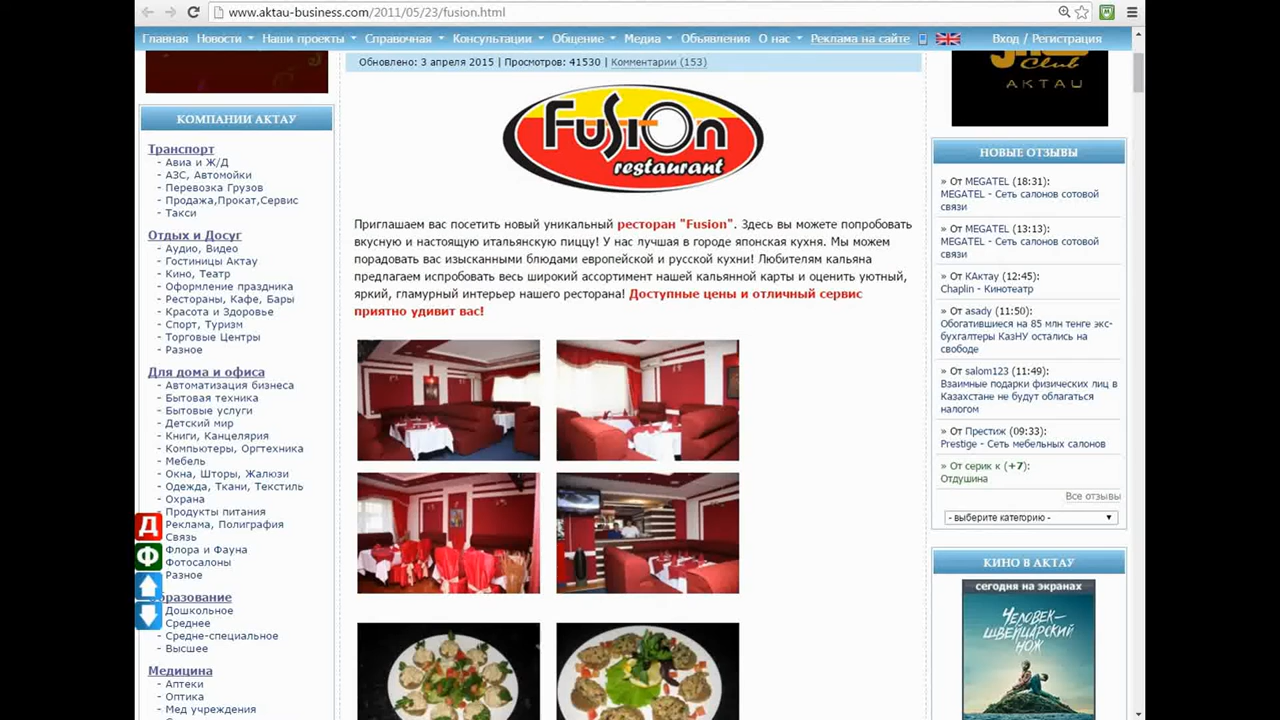 www.aktau-business.com/2011/05/23/fusion.html
Главная Новости Наши проекты Справочная Консультации Общение Медиа Объявления О нас Реклама на сайте Вход / Регистрация
Обновлено: 3 апреля 2015 | Просмотров: 41530 | Комментарии (153)
КОМПАНИИ АКТАУ
Транспорт
- Авиа и Ж/Д
- АЗС, Автомойки
- Перевозка Грузов
- Продажа,Прокат,Сервис
- Такси
Отдых и Досуг
- Аудио, Видео
- Гостиницы Актау
- Кино, Театр
- Оформление праздника
- Рестораны, Кафе, Бары
- Красота и Здоровье
- Спорт, Туризм
- Торговые Центры
- Разное
Для дома и офиса
- Автоматизация бизнеса
- Бытовая техника
- Бытовые услуги
- Детский мир
- Книги, Канцелярия
- Компьютеры, Оргтехника
- Мебель
- Окна, Шторы, Жалюзи
- Одежда, Ткани, Текстиль
- Охрана
- Продукты питания
Д
- Реклама, Полиграфия
- Связь
Ф
- Флора и Фауна
- Фотосалоны
- Разное
бразование
- Дошкольное
- Среднее
- Средне-специальное
- Высшее
Медицина
- Аптеки
- Оптика
- Мед учреждения
Fusion
restaurant
Приглашаем вас посетить новый уникальный ресторан "Fusion". Здесь вы можете попробовать
вкусную и настоящую итальянскую пиццу! У нас лучшая в городе японская кухня. Мы можем
порадовать вас изысканными блюдами европейской и русской кухни! Любителям кальяна
предлагаем испробовать весь широкий ассортимент нашей кальянной карты и оценить уютный,
яркий, гламурный интерьер нашего ресторана! Доступные цены и отличный сервис
приятно удивит вас!
Club
АКТАУ
НОВЫЕ ОТЗЫВЫ
» От MEGATEL (18:31):
MEGATEL - Сеть салонов сотовой
связи
» От MEGATEL (13:13):
MEGATEL - Сеть салонов сотовой
связи
» От КАктау (12:45):
Chaplin - Кинотеатр
» От asady (11:50):
Обогатившиеся на 85 млн тенге экс-
бухгалтеры КазНУ остались на
свободе
» От salom123 (11:49):
Взаимные подарки физических лиц в
Казахстане не будут облагаться
налогом
» От Престиж (09:33):
Prestige - Сеть мебельных салонов
» От серик к (+7):
Отдушина
Все отзывы
- выберите категорию -
КИНО В АКТАУ
сегодня на экранах
ЧЕЛОВЕК-
ШВЕЙЦАРСКИЙ
НОЖ